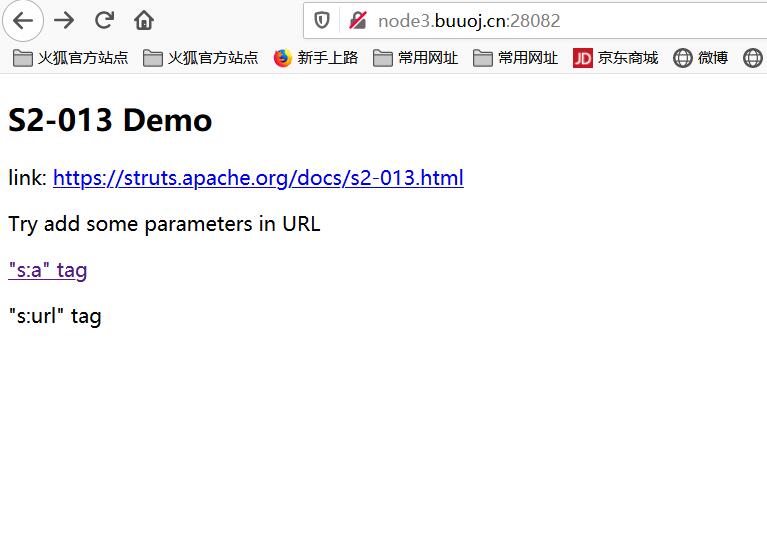 node3.buuoj.cn:28082
火狐官方站点 火狐官方站点 新手上路 常用网址 常用网址 JD 京东商城 微博
S2-013 Demo
link: https://struts.apache.org/docs/s2-013.html
Try add some parameters in URL
"s:a" tag
"s:url" tag